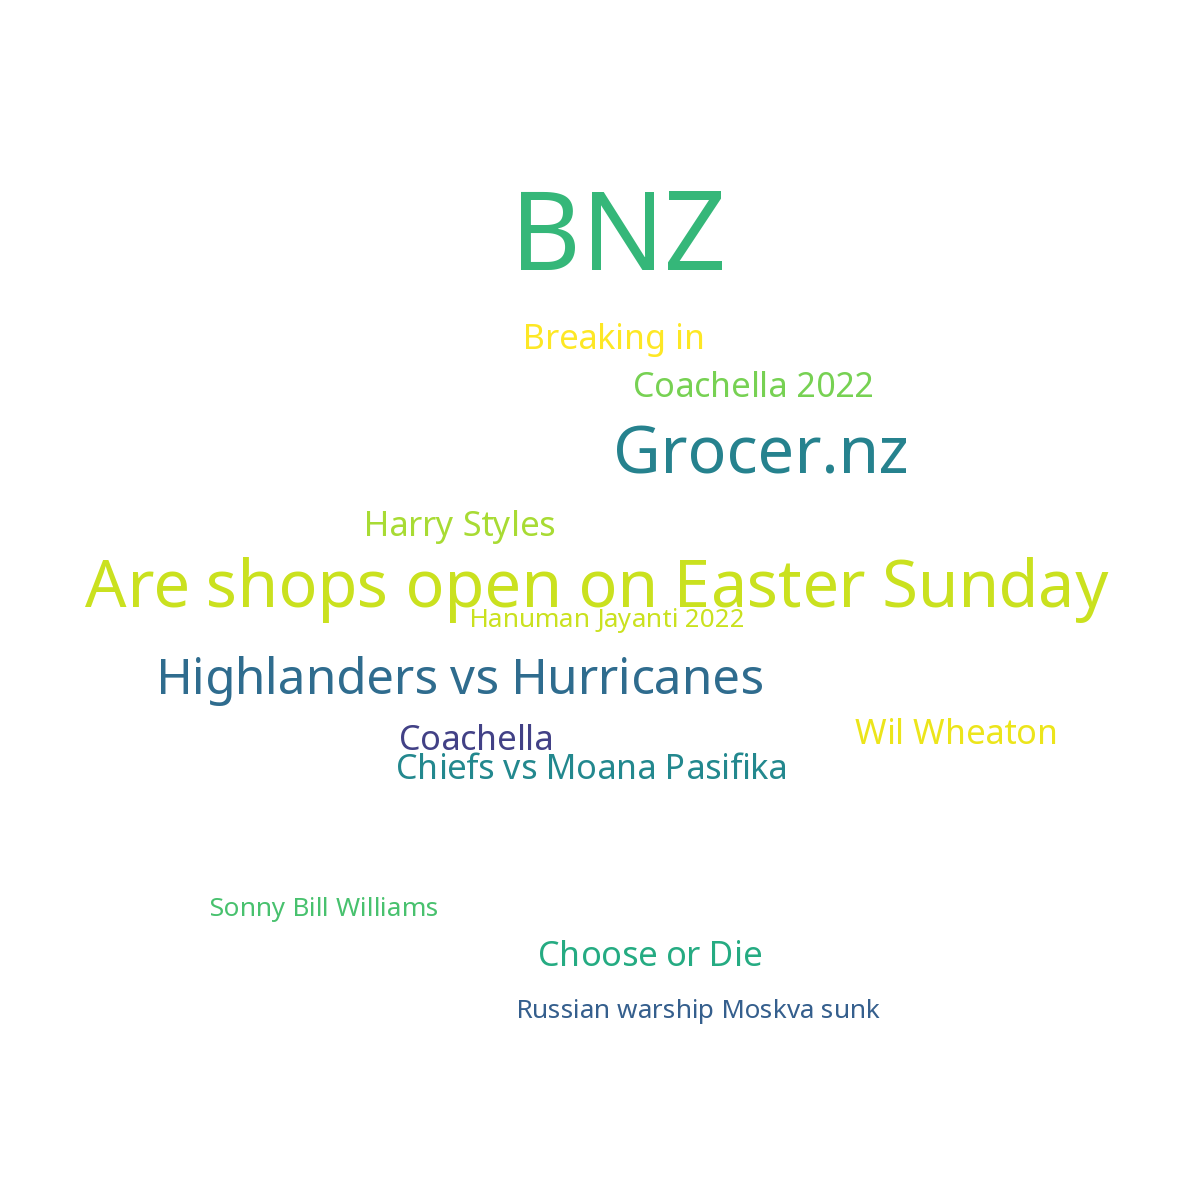 BNZ
Breaking in
Coachella 2022
Grocer.nz
Harry Styles
Are shops open on Easter Sunday
Hanuman Jayanti 2022
Highlanders vs Hurricanes
Wil Wheaton
Coachella
Chiefs vs Moana Pasifika
Sonny Bill Williams
Choose or Die
Russian warship Moskva sunk